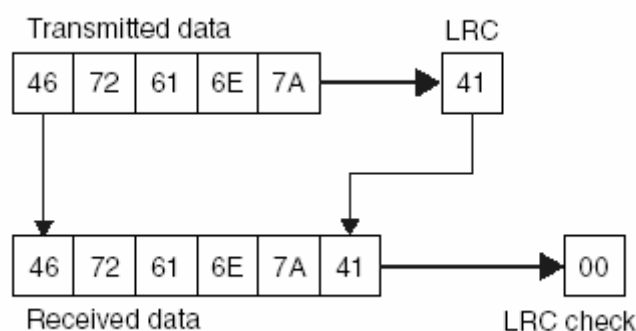 Transmitted data LRC
46 72 61 6E 7A 41
46 72 61 6E 7A 41 00
Received data LRC check